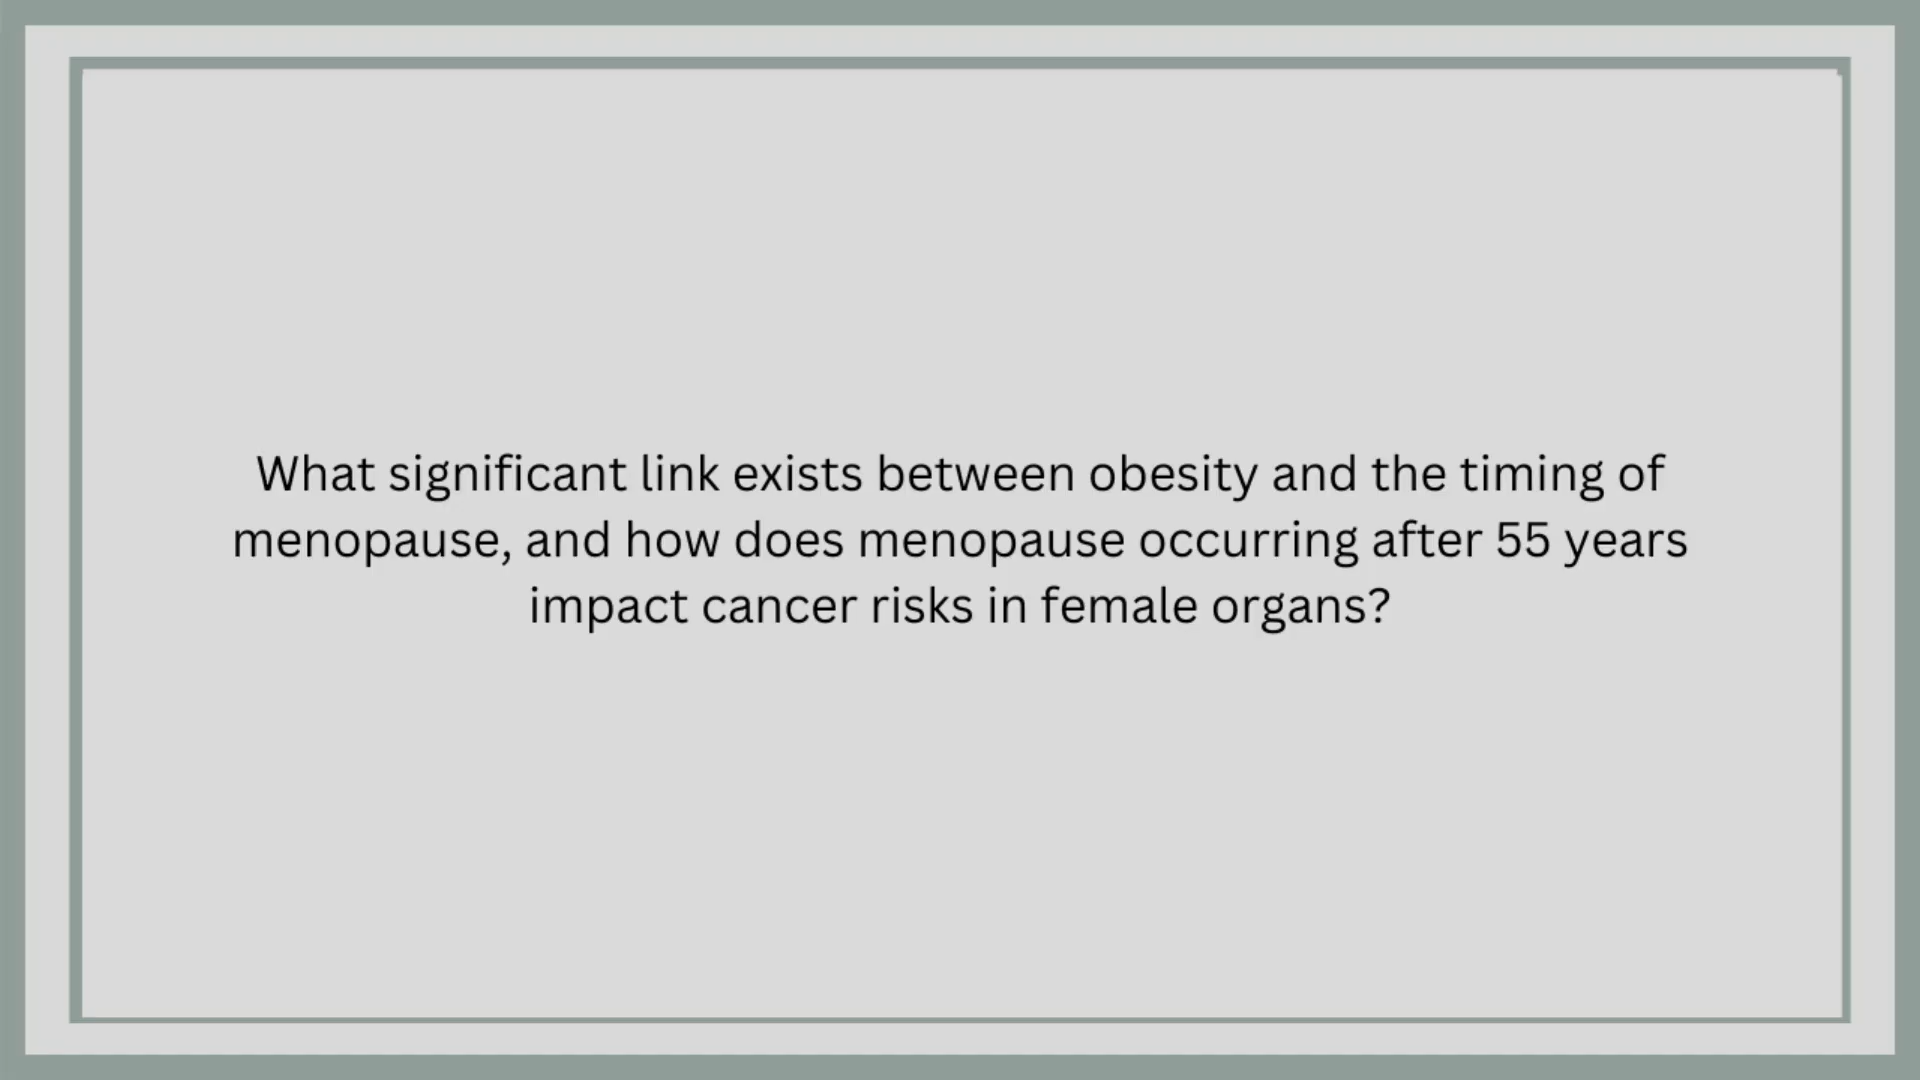 What significant link exists between obesity and the timing of
menopause, and how does menopause occurring after 55 years
impact cancer risks in female organs?